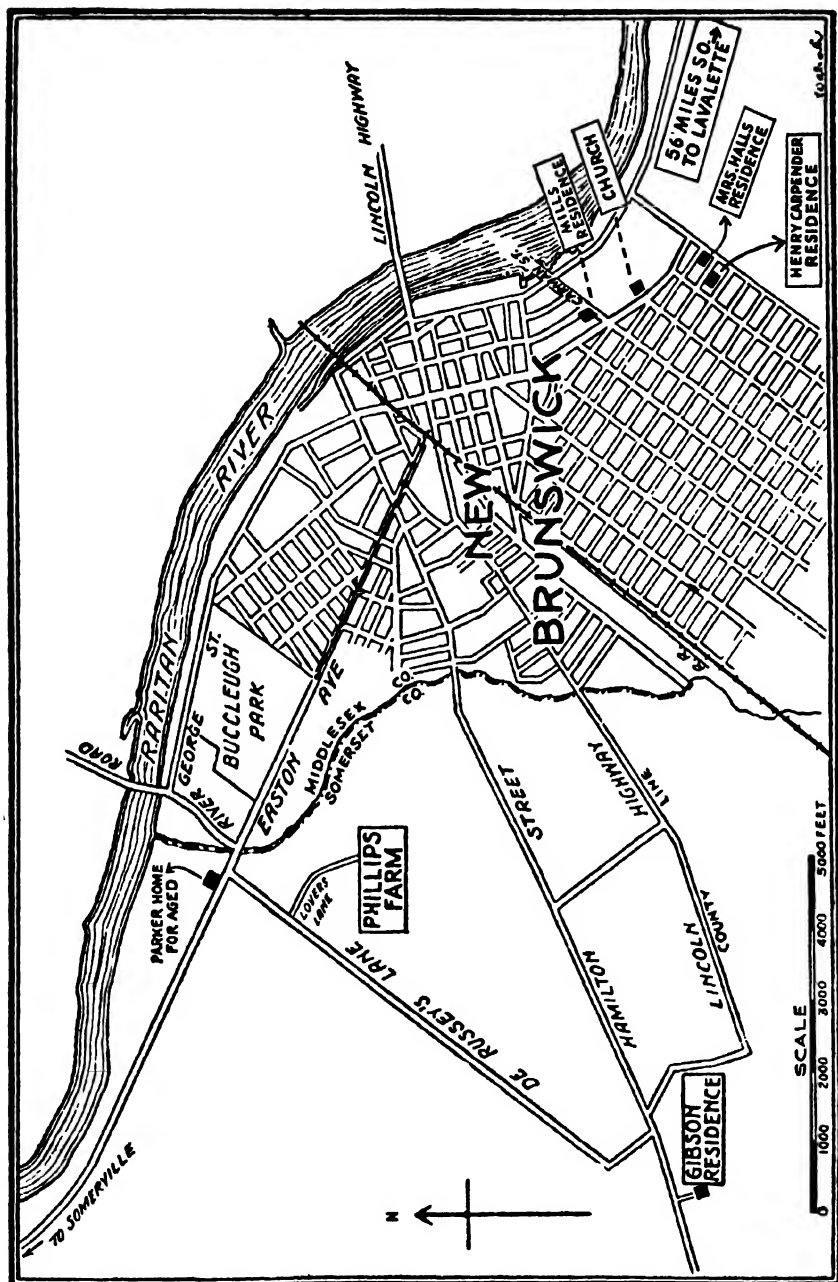 TO SOMERVILLE
RARITAN RIVER
RIVER ROAD
GEORGE ST.
BUCCLEUGH
PARK
EASTON AVE
PARKER HOME
FOR AGED
MIDDLESEX CO.
SOMERSET CO.
LOVERS
LANE
PHILLIPS
FARM
DE RUSSEY'S LANE
HAMILTON STREET
LINCOLN HIGHWAY
COUNTY LINE
GIBSON
RESIDENCE
N
SCALE
0 1000 2000 3000 4000 5000 FEET
NEW
BRUNSWICK
R.R.
LINCOLN HIGHWAY
MILLS
RESIDENCE
CHURCH
ST.
56 MILES SO.
TO LAVALETTE
MRS. HALLS
RESIDENCE
HENRY CARPENDER
RESIDENCE